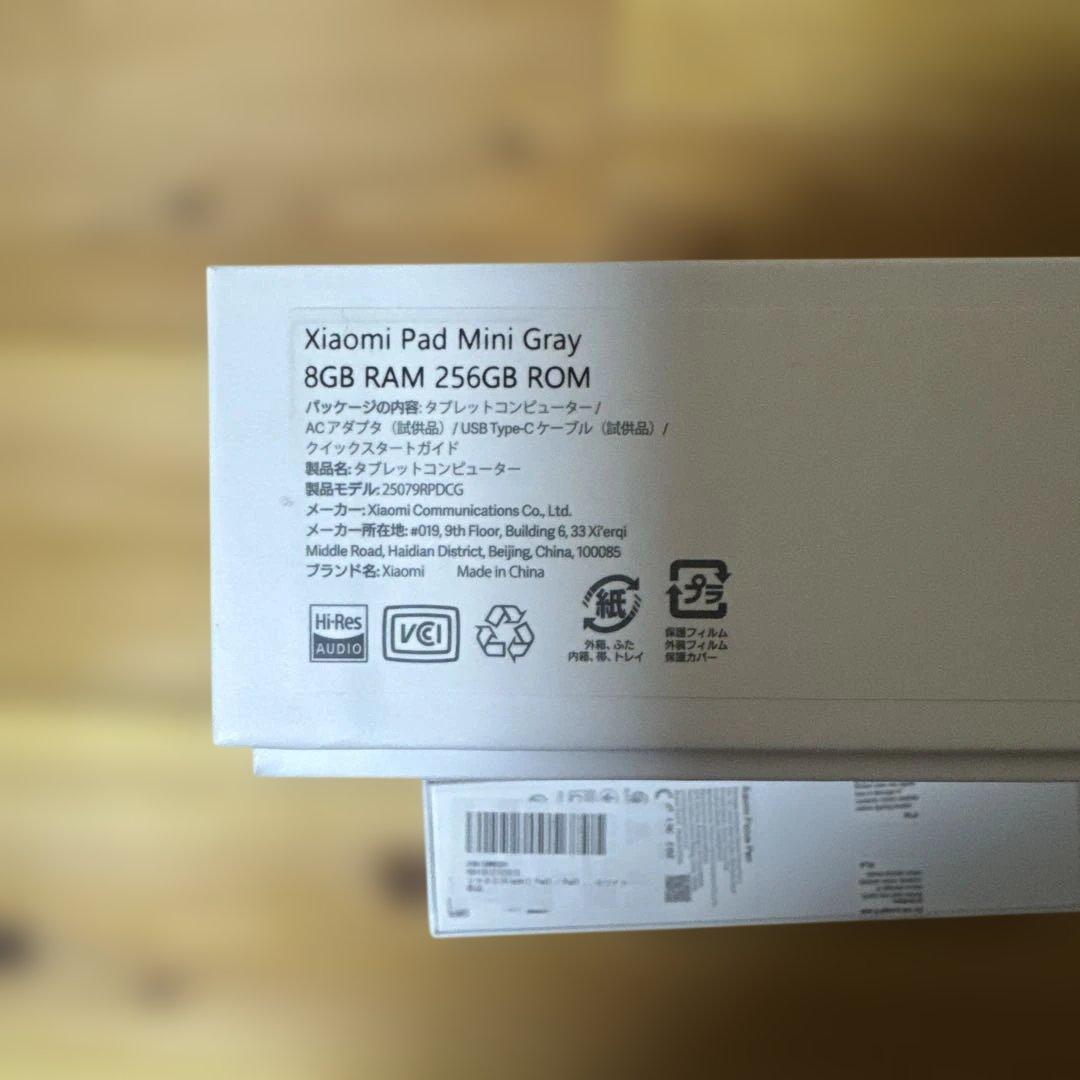 Xiaomi Pad Mini Gray
8GB RAM 256GB ROM
パッケージの内容: タブレットコンピューター /
ACアダプタ（試供品）/ USB Type-C ケーブル（試供品）/
クイックスタートガイド
製品名: タブレットコンピューター
製品モデル: 25079RPDCG
メーカー: Xiaomi Communications Co., Ltd.
メーカー所在地: #019, 9th Floor, Building 6, 33 Xi'erqi
Middle Road, Haidian District, Beijing, China, 100085
ブランド名: Xiaomi Made in China
Hi-Res
AUDIO
VCCI
紙
外箱、ふた
内箱、帯、トレイ
プラ
保護フィルム
外装フィルム
保護カバー
Xiaomi Focus Pen